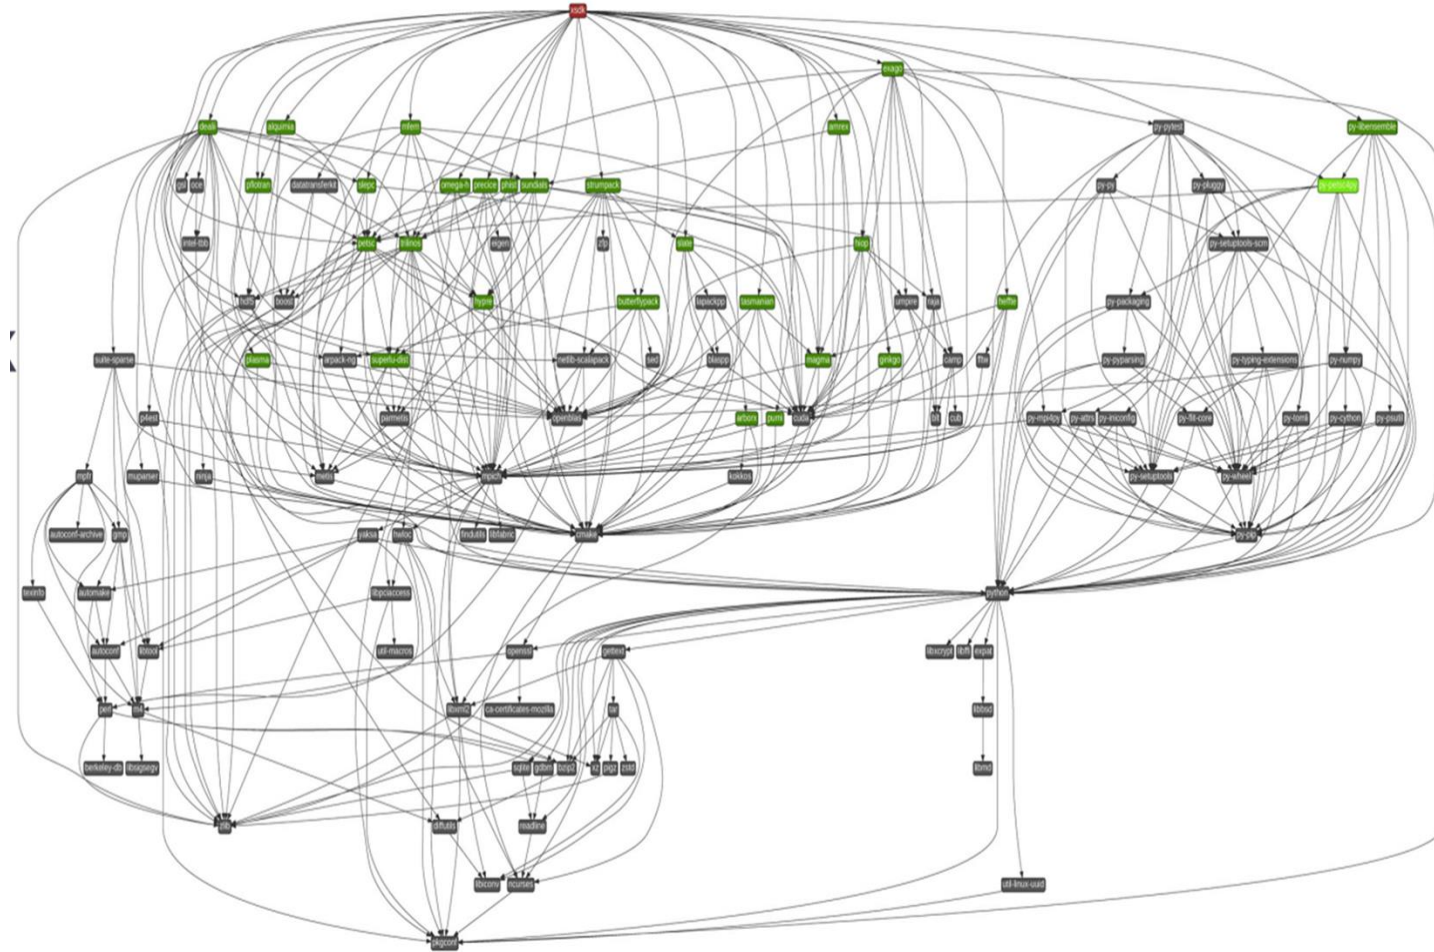 xsdk
exago
dealii
alquimia
mfem
amrex
py-pytest
py-libensemble
gsl
oce
pflotran
datatransferkit
slepc
omega-h
precice
phist
sundials
strumpack
py-py
py-pluggy
py-petsc4py
intel-tbb
petsc
trilinos
eigen
zfp
slate
hiop
py-setuptools-scm
hdf5
boost
hypre
butterflypack
lapackpp
tasmanian
umpire
raja
heffte
py-packaging
suite-sparse
plasma
arpack-ng
superlu-dist
netlib-scalapack
sed
blaspp
magma
ginkgo
camp
fftw
py-pyparsing
py-typing-extensions
py-numpy
p4est
parmetis
openblas
arborx
pumi
cuda
blt
cub
py-mpi4py
py-attrs
py-iniconfig
py-flit-core
py-tomli
py-cython
py-psutil
mpfr
muparser
ninja
metis
mpich
kokkos
py-setuptools
py-wheel
autoconf-archive
gmp
yaksa
hwloc
findutils
libfabric
cmake
py-pip
texinfo
automake
libpciaccess
python
autoconf
libtool
util-macros
openssl
gettext
libxcrypt
libffi
expat
perl
m4
libxml2
ca-certificates-mozilla
tar
libbsd
berkeley-db
libsigsegv
sqlite
gdbm
bzip2
xz
pigz
zstd
libmd
zlib
diffutils
readline
libiconv
ncurses
util-linux-uuid
pkgconf